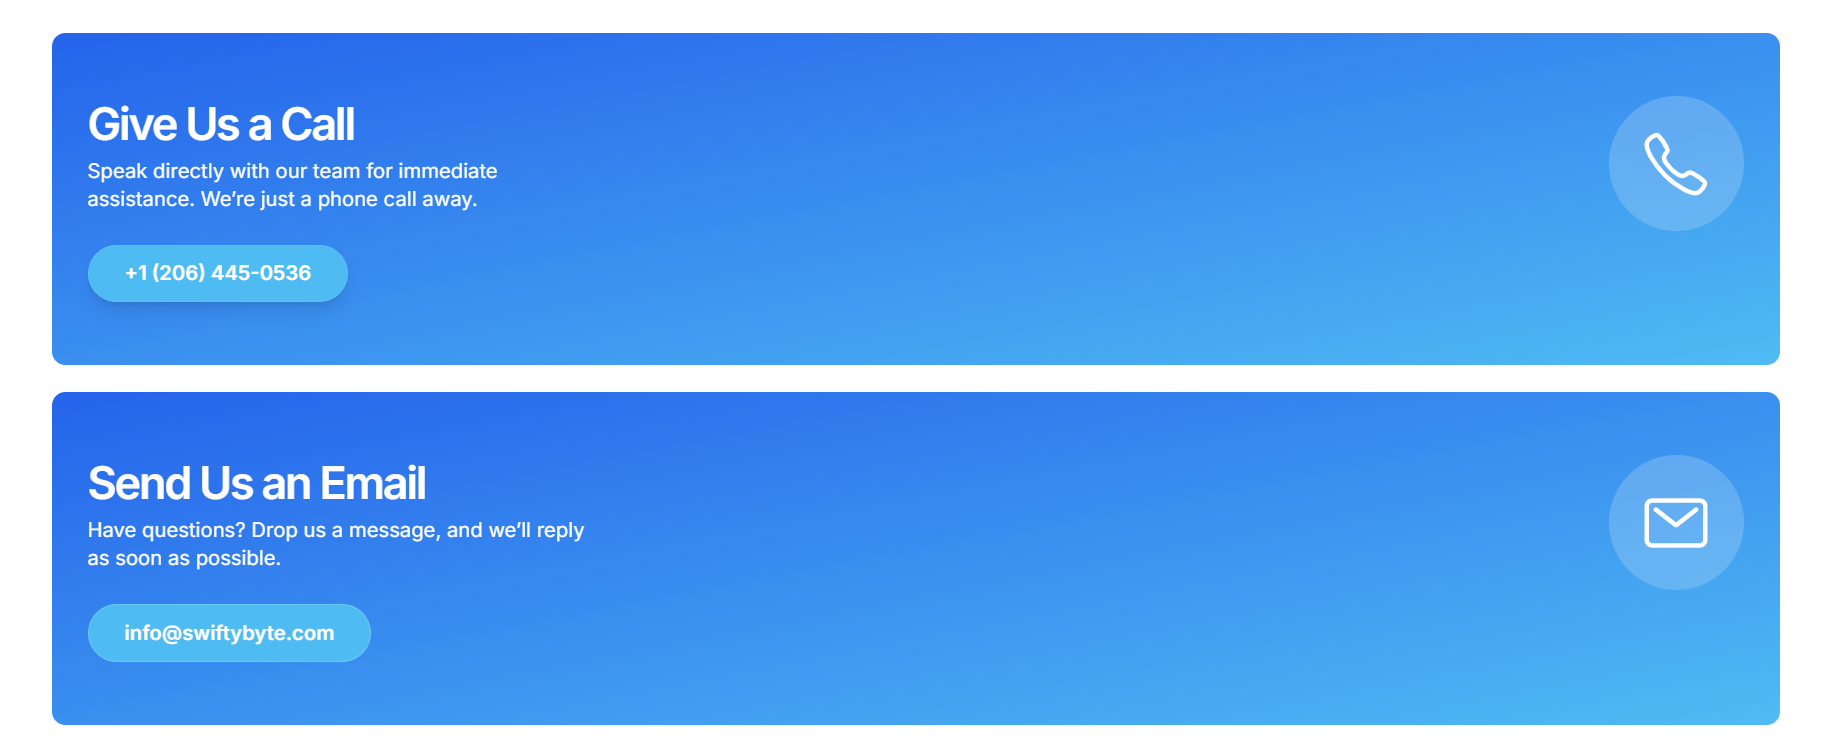 Give Us a Call
Speak directly with our team for immediate
assistance. We’re just a phone call away.
+1 (206) 445-0536
Send Us an Email
Have questions? Drop us a message, and we’ll reply
as soon as possible.
info@swiftybyte.com